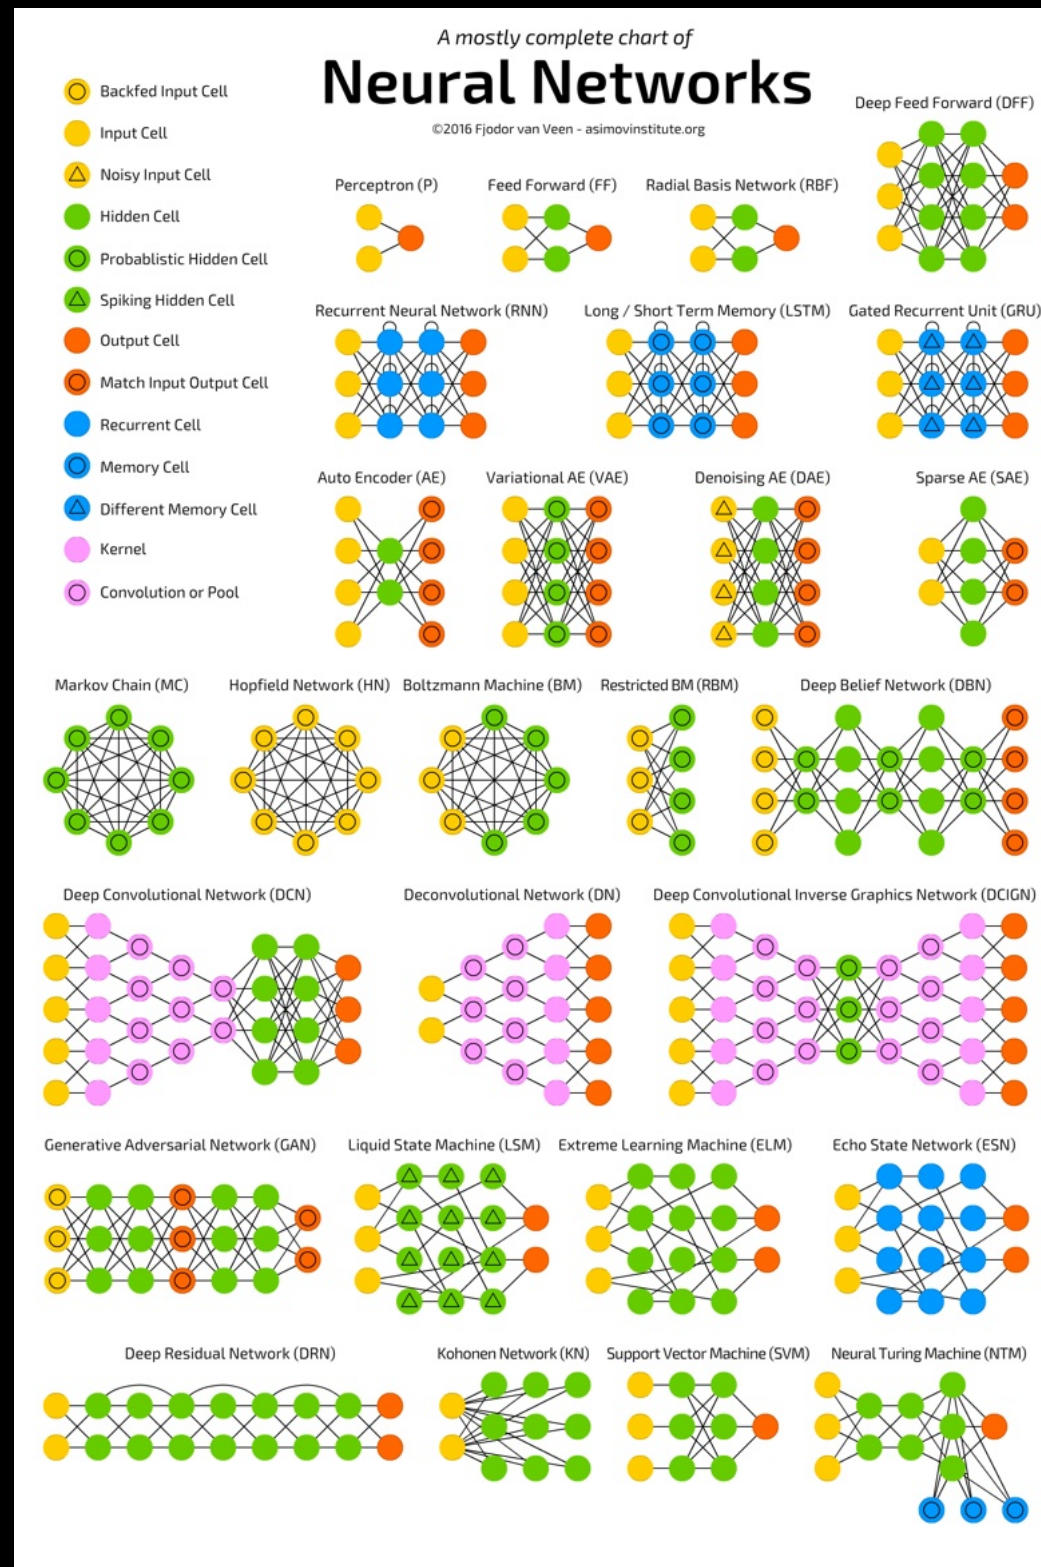 A mostly complete chart of
Neural Networks
©2016 Fjodor van Veen - asimovinstitute.org
Backfed Input Cell
Input Cell
Noisy Input Cell
Hidden Cell
Probablistic Hidden Cell
Spiking Hidden Cell
Output Cell
Match Input Output Cell
Recurrent Cell
Memory Cell
Different Memory Cell
Kernel
Convolution or Pool
Deep Feed Forward (DFF)
Perceptron (P)
Feed Forward (FF)
Radial Basis Network (RBF)
Recurrent Neural Network (RNN)
Long / Short Term Memory (LSTM)
Gated Recurrent Unit (GRU)
Auto Encoder (AE)
Variational AE (VAE)
Denoising AE (DAE)
Sparse AE (SAE)
Markov Chain (MC)
Hopfield Network (HN)
Boltzmann Machine (BM)
Restricted BM (RBM)
Deep Belief Network (DBN)
Deep Convolutional Network (DCN)
Deconvolutional Network (DN)
Deep Convolutional Inverse Graphics Network (DCIGN)
Generative Adversarial Network (GAN)
Liquid State Machine (LSM)
Extreme Learning Machine (ELM)
Echo State Network (ESN)
Deep Residual Network (DRN)
Kohonen Network (KN)
Support Vector Machine (SVM)
Neural Turing Machine (NTM)